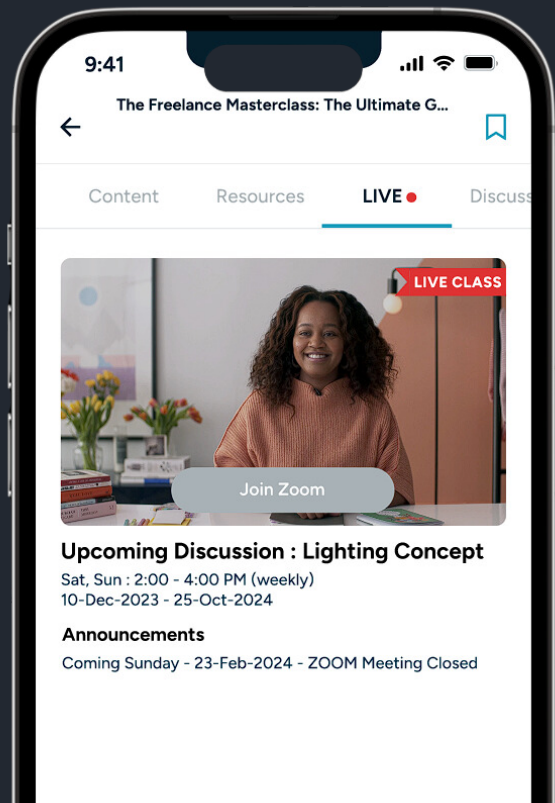 9:41
The Freelance Masterclass: The Ultimate G...
Content Resources LIVE Discuss
LIVE CLASS
Join Zoom
Upcoming Discussion : Lighting Concept
Sat, Sun : 2:00 - 4:00 PM (weekly)
10-Dec-2023 - 25-Oct-2024
Announcements
Coming Sunday - 23-Feb-2024 - ZOOM Meeting Closed